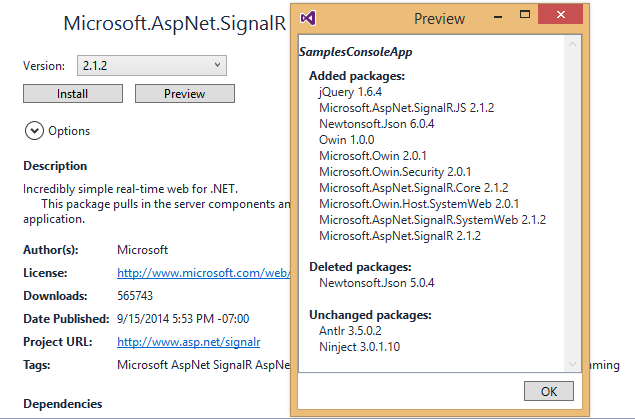 Microsoft.AspNet.SignalR
Version: 2.1.2
Install Preview
Options
Description
Incredibly simple real-time web for .NET.
This package pulls in the server components
application.
Author(s): Microsoft
License: http://www.microsoft.com/web/
Downloads: 565743
Date Published: 9/15/2014 5:53 PM -07:00
Project URL: http://www.asp.net/signalr
Tags: Microsoft AspNet SignalR
Dependencies
Preview
SamplesConsoleApp
Added packages:
jQuery 1.6.4
Microsoft.AspNet.SignalR.JS 2.1.2
Newtonsoft.Json 6.0.4
Owin 1.0.0
Microsoft.Owin 2.0.1
Microsoft.Owin.Security 2.0.1
Microsoft.AspNet.SignalR.Core 2.1.2
Microsoft.Owin.Host.SystemWeb 2.0.1
Microsoft.AspNet.SignalR.SystemWeb 2.1.2
Microsoft.AspNet.SignalR 2.1.2
Deleted packages:
Newtonsoft.Json 5.0.4
Unchanged packages:
Antlr 3.5.0.2
Ninject 3.0.1.10
OK